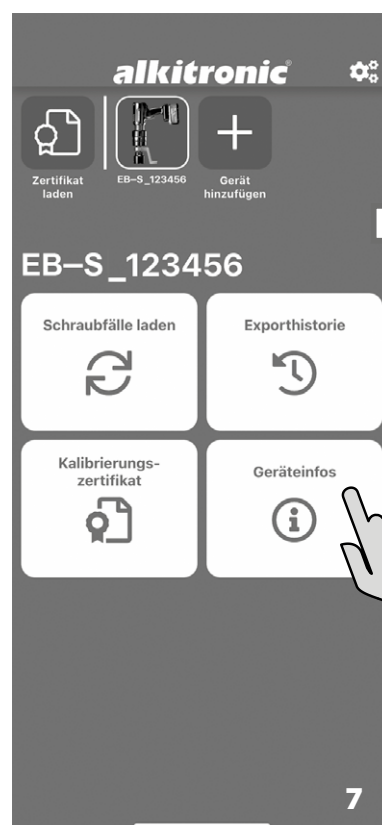 alkitronic
Zertifikat
laden
EB–S_123456
Gerät
hinzufügen
EB–S_123456
Schraubfälle laden
Exporthistorie
Kalibrierungs-
zertifikat
Geräteinfos
7